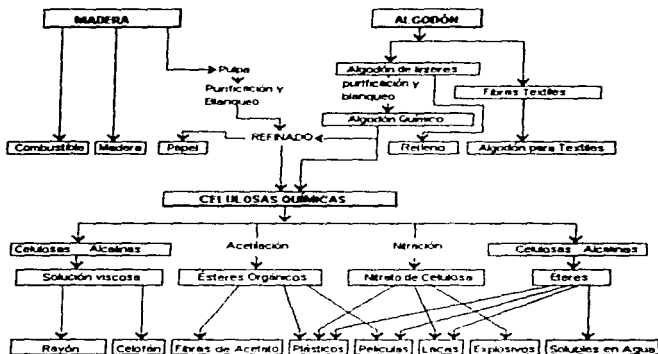 MADERA
ALGODÓN
Pulpa
Purificación y
Blanqueo
Algodón de linteres
purificación y
blanqueo
Fibras Textiles
Algodón Químico
REFINADO
Combustible
Madera
Papel
Relleno
Algodón para Textiles
CELULOSAS QUÍMICAS
Celulosas Alcalinas
Acetilación
Nitración
Celulosas Alcalinas
Solución viscosa
Ésteres Orgánicos
Nitrato de Celulosa
Éteres
Rayón
Celofán
Fibras de Acetato
Plásticos
Películas
Lacas
Explosivos
Solubles en Agua